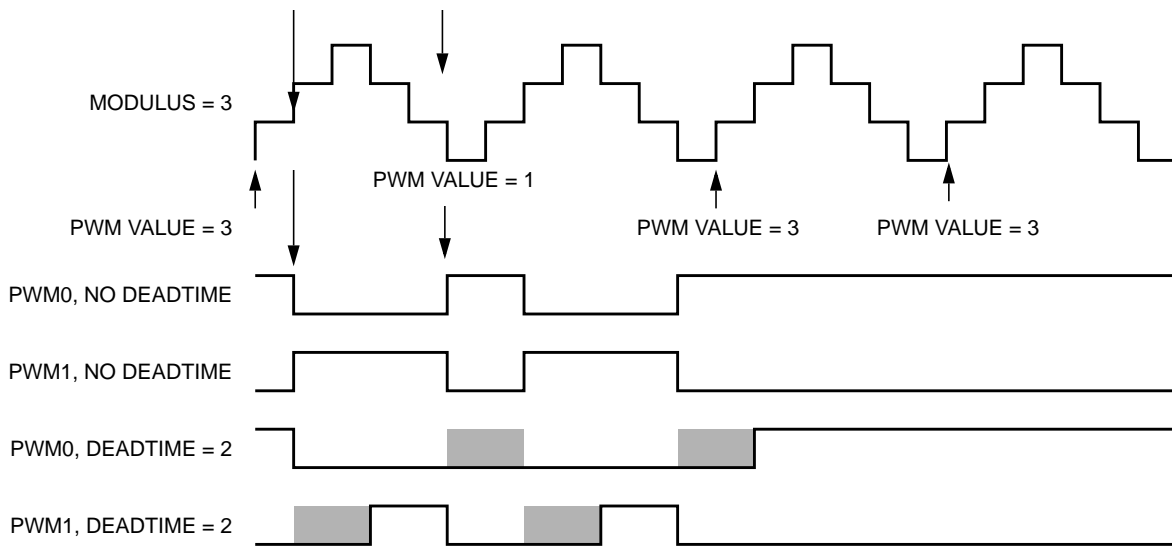 MODULUS = 3
PWM VALUE = 1
PWM VALUE = 3
PWM VALUE = 3
PWM VALUE = 3
PWM0, NO DEADTIME
PWM1, NO DEADTIME
PWM0, DEADTIME = 2
PWM1, DEADTIME = 2